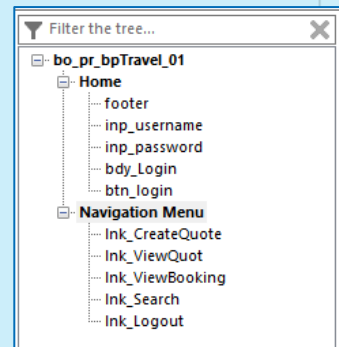 Filter the tree...
bo_pr_bpTravel_01
Home
footer
inp_username
inp_password
bdy_Login
btn_login
Navigation Menu
lnk_CreateQuote
lnk_ViewQuot
lnk_ViewBooking
lnk_Search
lnk_Logout